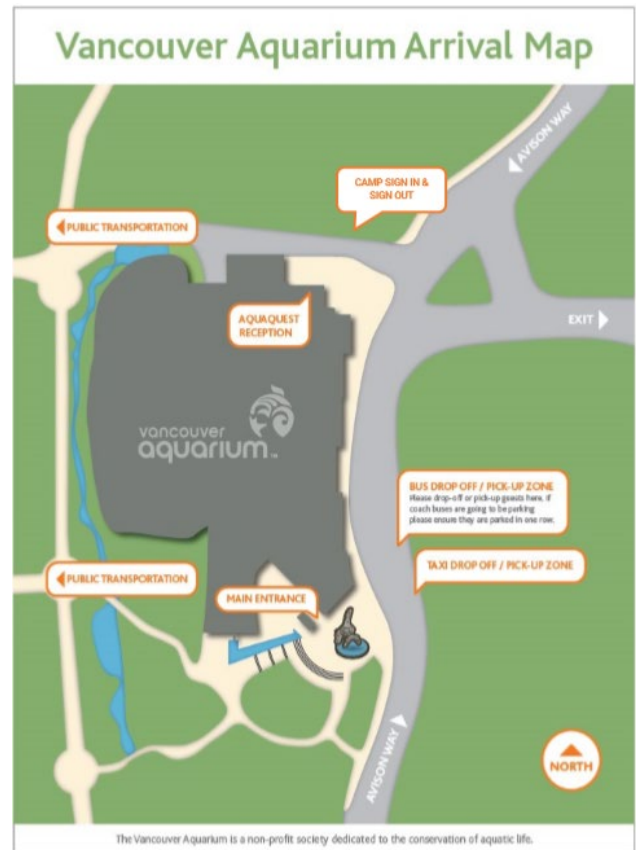 Vancouver Aquarium Arrival Map
AVISON WAY
CAMP SIGN IN &
SIGN OUT
PUBLIC TRANSPORTATION
AQUAQUEST
RECEPTION
EXIT
vancouver
aquarium™
BUS DROP OFF / PICK-UP ZONE
Please drop-off or pick-up guests here. If
coach buses are going to be parking
please ensure they are parked in one row.
TAXI DROP OFF / PICK-UP ZONE
PUBLIC TRANSPORTATION
MAIN ENTRANCE
AVISON WAY
NORTH
The Vancouver Aquarium is a non-profit society dedicated to the conservation of aquatic life.